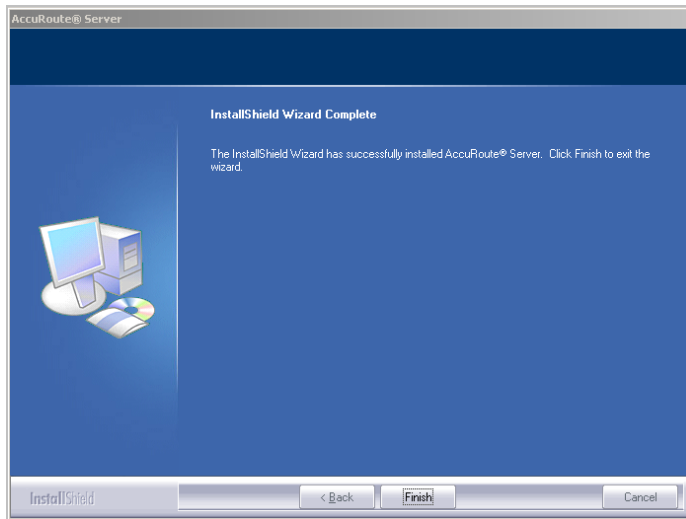 AccuRoute® Server
InstallShield Wizard Complete
The InstallShield Wizard has successfully installed AccuRoute® Server. Click Finish to exit the
wizard.
InstallShield
< Back
Finish
Cancel